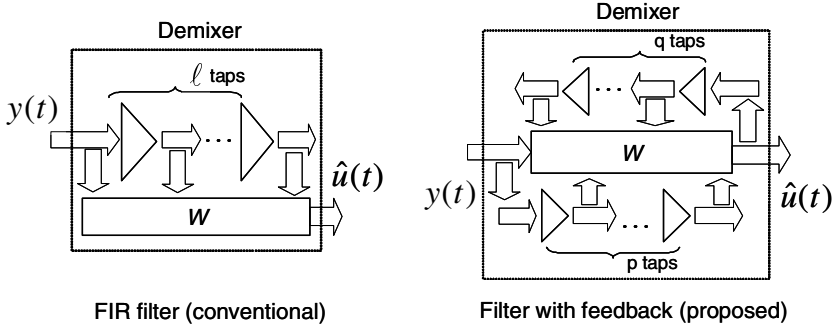 Demixer
ℓ taps
y(t)
...
W
û(t)
FIR filter (conventional)
Demixer
q taps
...
W
y(t)
û(t)
...
p taps
Filter with feedback (proposed)